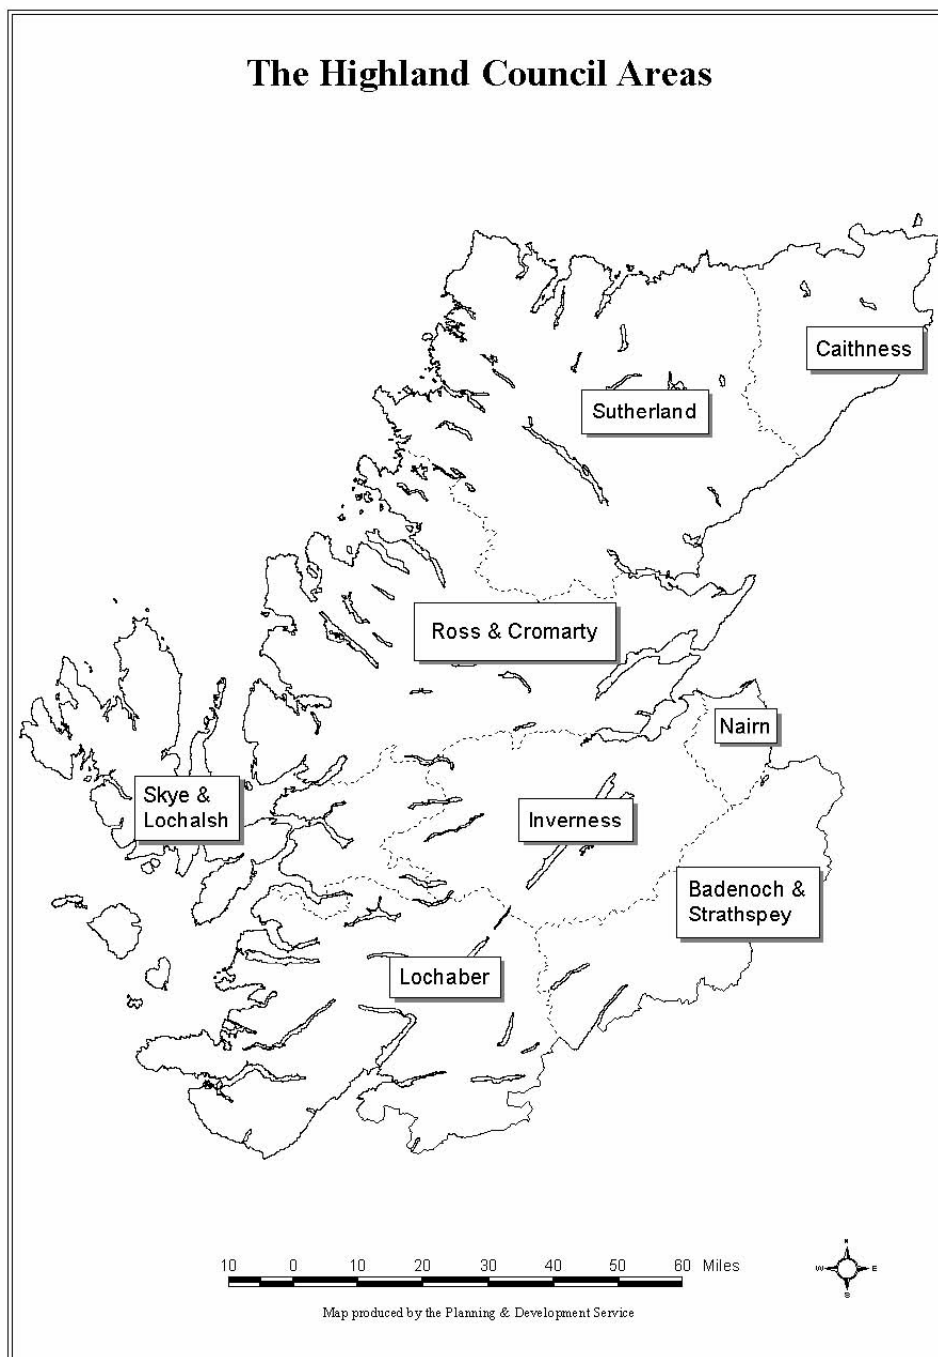 The Highland Council Areas
Caithness
Sutherland
Ross & Cromarty
Nairn
Skye &
Lochalsh
Inverness
Badenoch &
Strathspey
Lochaber
10 0 10 20 30 40 50 60 Miles
N
W E
S
Map produced by the Planning & Development Service